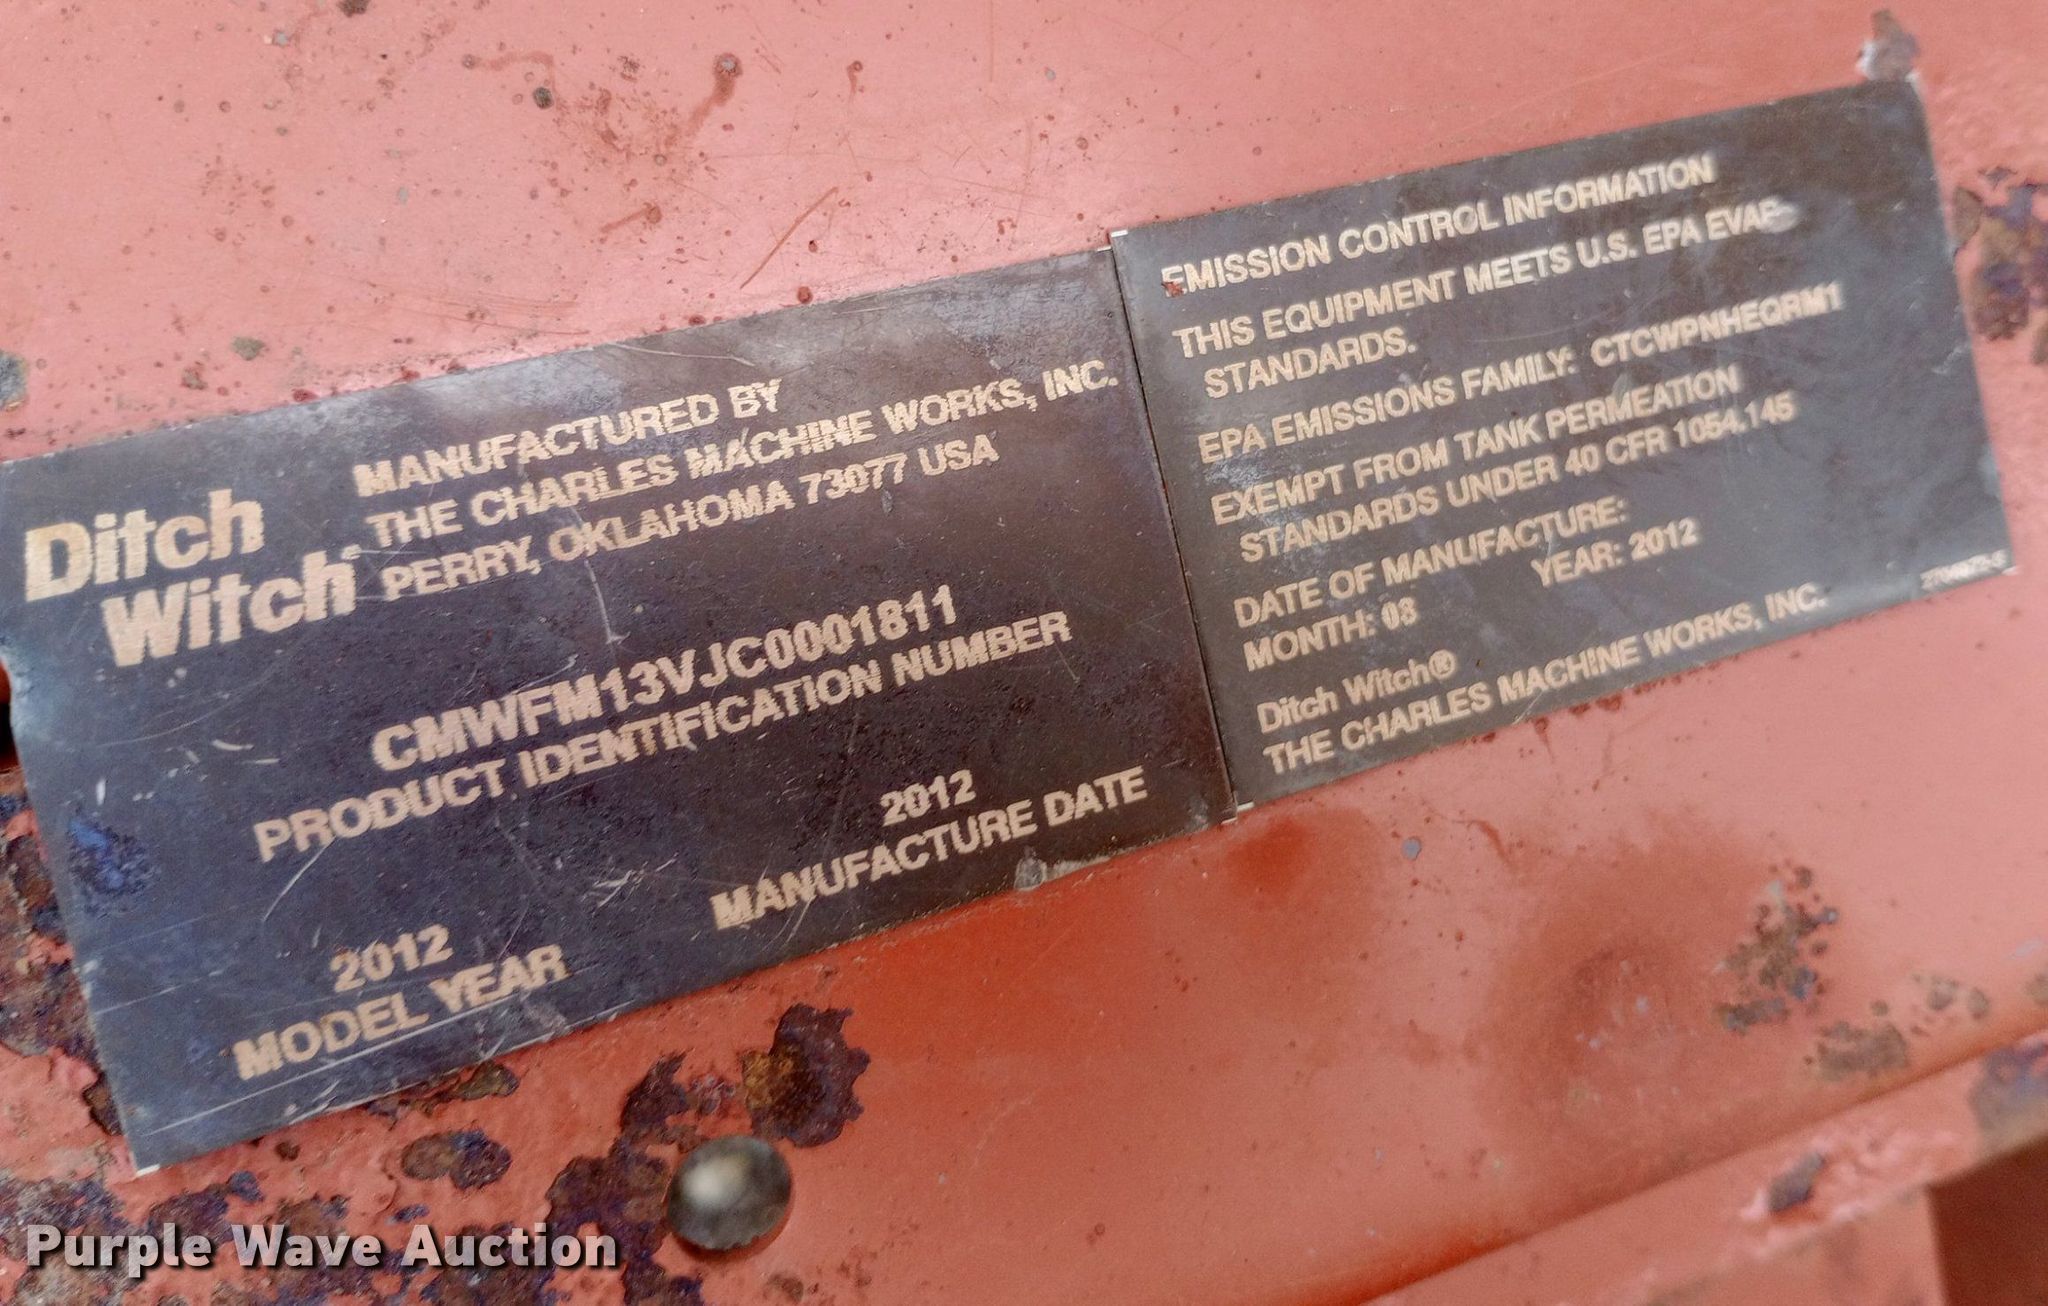 Ditch
Witch®
MANUFACTURED BY
THE CHARLES MACHINE WORKS, INC.
PERRY, OKLAHOMA 73077 USA
CMWFM13VJC0001811
PRODUCT IDENTIFICATION NUMBER
2012
MODEL YEAR
2012
MANUFACTURE DATE
EMISSION CONTROL INFORMATION
THIS EQUIPMENT MEETS U.S. EPA EVAP
STANDARDS.
EPA EMISSIONS FAMILY: CTCWPNHEQRM1
EXEMPT FROM TANK PERMEATION
STANDARDS UNDER 40 CFR 1054.145
DATE OF MANUFACTURE:
MONTH: 08 YEAR: 2012
Ditch Witch®
THE CHARLES MACHINE WORKS, INC.
Purple Wave Auction